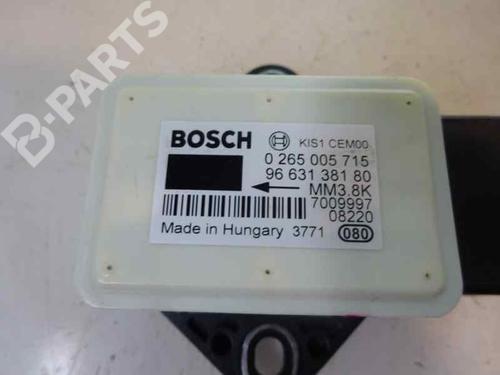 B-PARTS
BOSCH KIS1 CEM00
0 265 005 715
96 631 381 80
MM3.8K
7009997
08220
Made in Hungary 3771 080